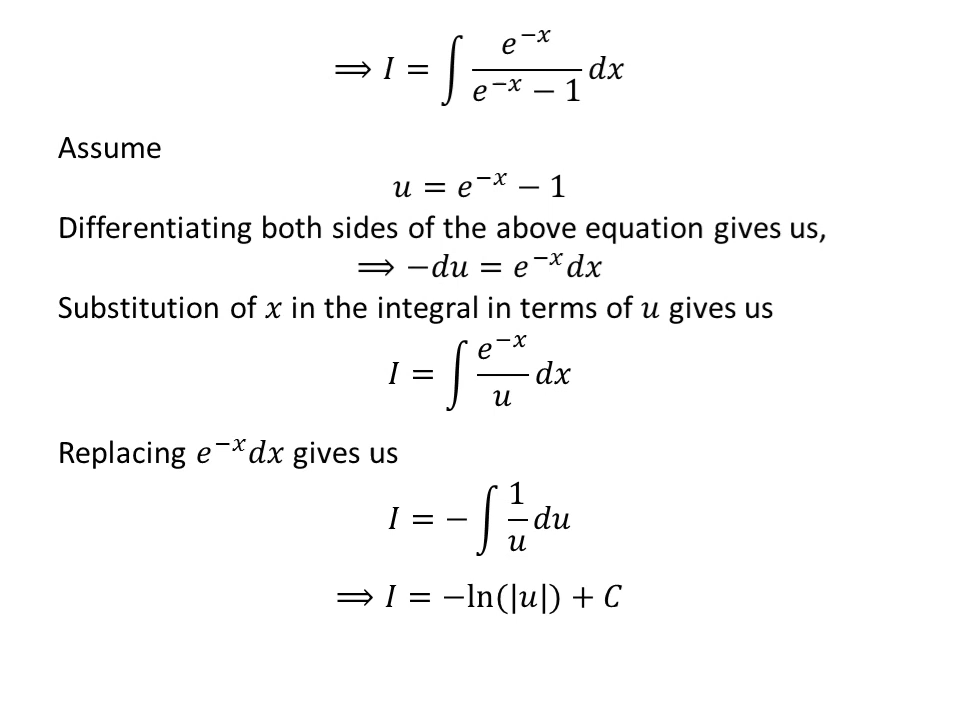 ⟹ I = ∫ e^{−x} / (e^{−x} − 1) dx
Assume
u = e^{−x} − 1
Differentiating both sides of the above equation gives us,
⟹ −du = e^{−x}dx
Substitution of x in the integral in terms of u gives us
I = ∫ e^{−x} / u dx
Replacing e^{−x}dx gives us
I = − ∫ 1/u du
⟹ I = −ln(|u|) + C